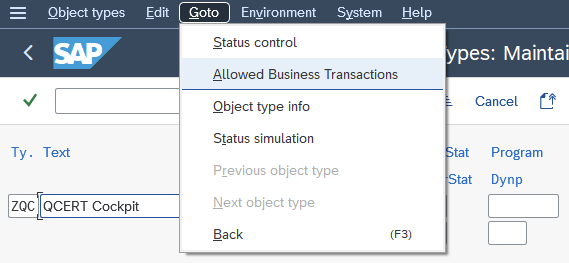 Object types Edit Goto Environment System Help
SAP
ypes: Maintai
Status control
Allowed Business Transactions
Object type info
Status simulation
Previous object type
Next object type
Back (F3)
Cancel
Ty. Text
Stat Program
Stat Dynp
ZQC QCERT Cockpit